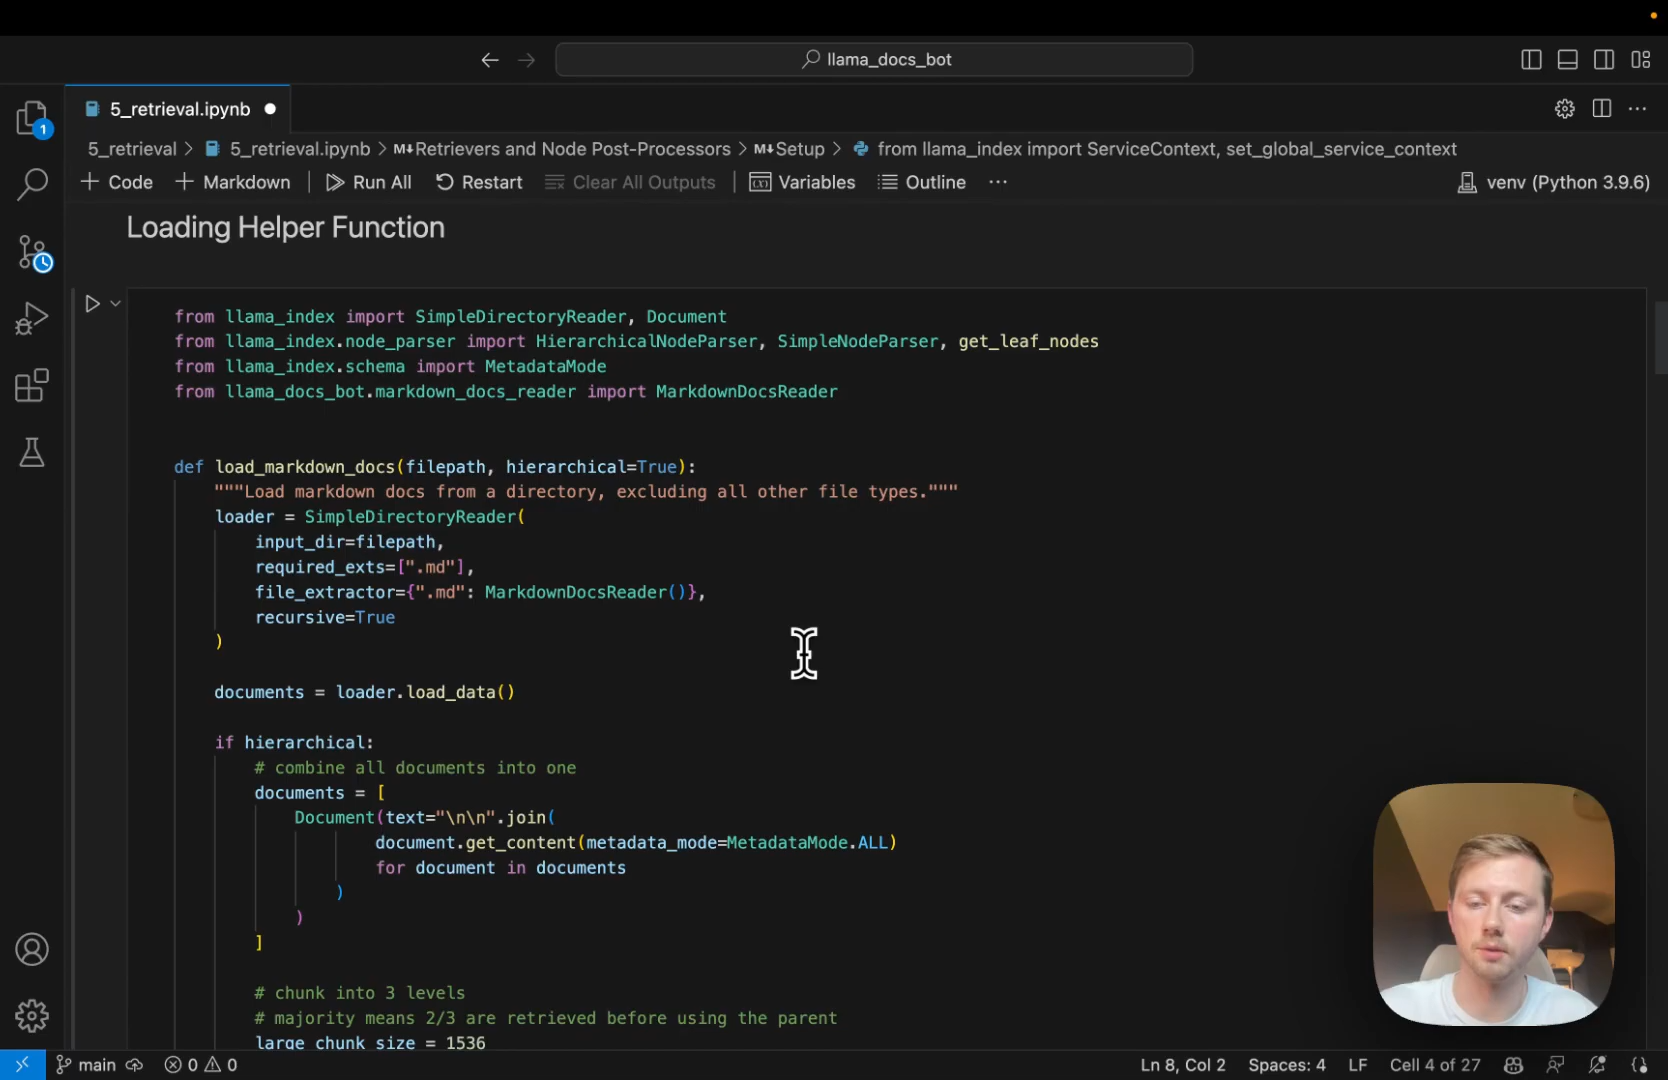 llama_docs_bot
5_retrieval.ipynb
1
5_retrieval > 5_retrieval.ipynb > M↓Retrievers and Node Post-Processors > M↓Setup > from llama_index import ServiceContext, set_global_service_context
+ Code + Markdown Run All Restart Clear All Outputs Variables Outline ··· venv (Python 3.9.6)
Loading Helper Function
from llama_index import SimpleDirectoryReader, Document
from llama_index.node_parser import HierarchicalNodeParser, SimpleNodeParser, get_leaf_nodes
from llama_index.schema import MetadataMode
from llama_docs_bot.markdown_docs_reader import MarkdownDocsReader
def load_markdown_docs(filepath, hierarchical=True):
"""Load markdown docs from a directory, excluding all other file types."""
loader = SimpleDirectoryReader(
input_dir=filepath,
required_exts=[".md"],
file_extractor={".md": MarkdownDocsReader()},
recursive=True
)
documents = loader.load_data()
if hierarchical:
# combine all documents into one
documents = [
Document(text="\n\n".join(
document.get_content(metadata_mode=MetadataMode.ALL)
for document in documents
)
)
]
# chunk into 3 levels
# majority means 2/3 are retrieved before using the parent
large_chunk_size = 1536
main 0 0 Ln 8, Col 2 Spaces: 4 LF Cell 4 of 27